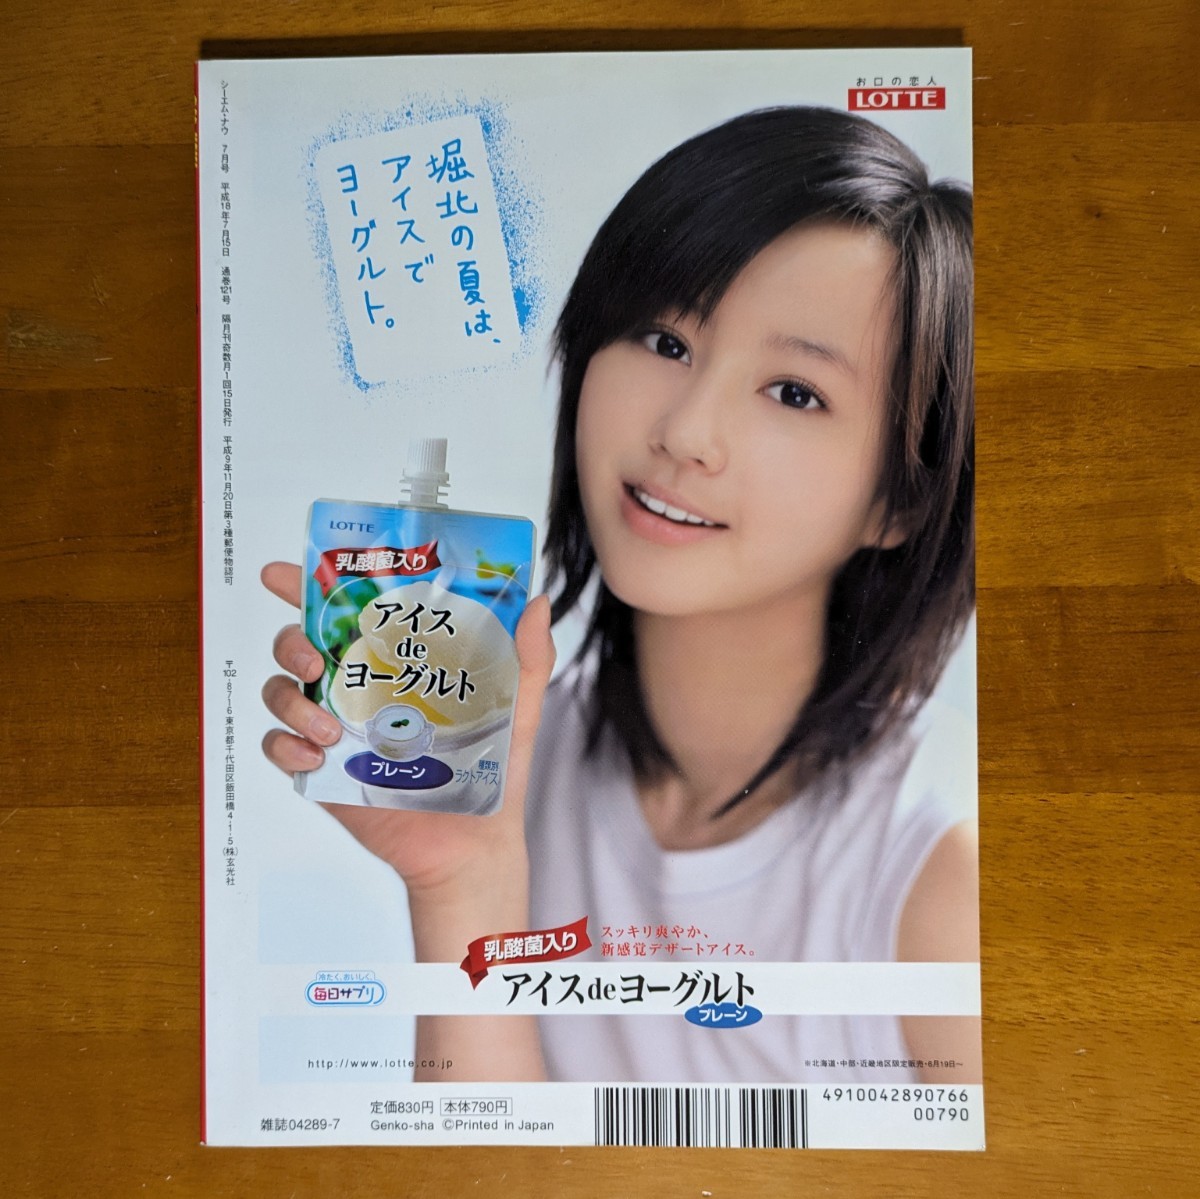 シーエム・ナウ 7月号 平成18年7月15日 通巻121号 隔月刊奇数月1回15日発行 平成9年11月20日第3種郵便物認可
〒102-8716東京都千代田区飯田橋4-1-5(株)玄光社
お口の恋人
LOTTE
堀北の夏は、
アイスで
ヨーグルト。
LOTTE
乳酸菌入り
アイス
de
ヨーグルト
プレーン
種類別
ラクトアイス
乳酸菌入り
スッキリ爽やか、
新感覚デザートアイス。
冷たく、おいしく、
毎日サプリ
アイスdeヨーグルト
プレーン
http://www.lotte.co.jp
※北海道・中部・近畿地区限定販売・6月19日〜
雑誌04289-7
定価830円 本体790円
Genko-sha ©Printed in Japan
4910042890766
00790